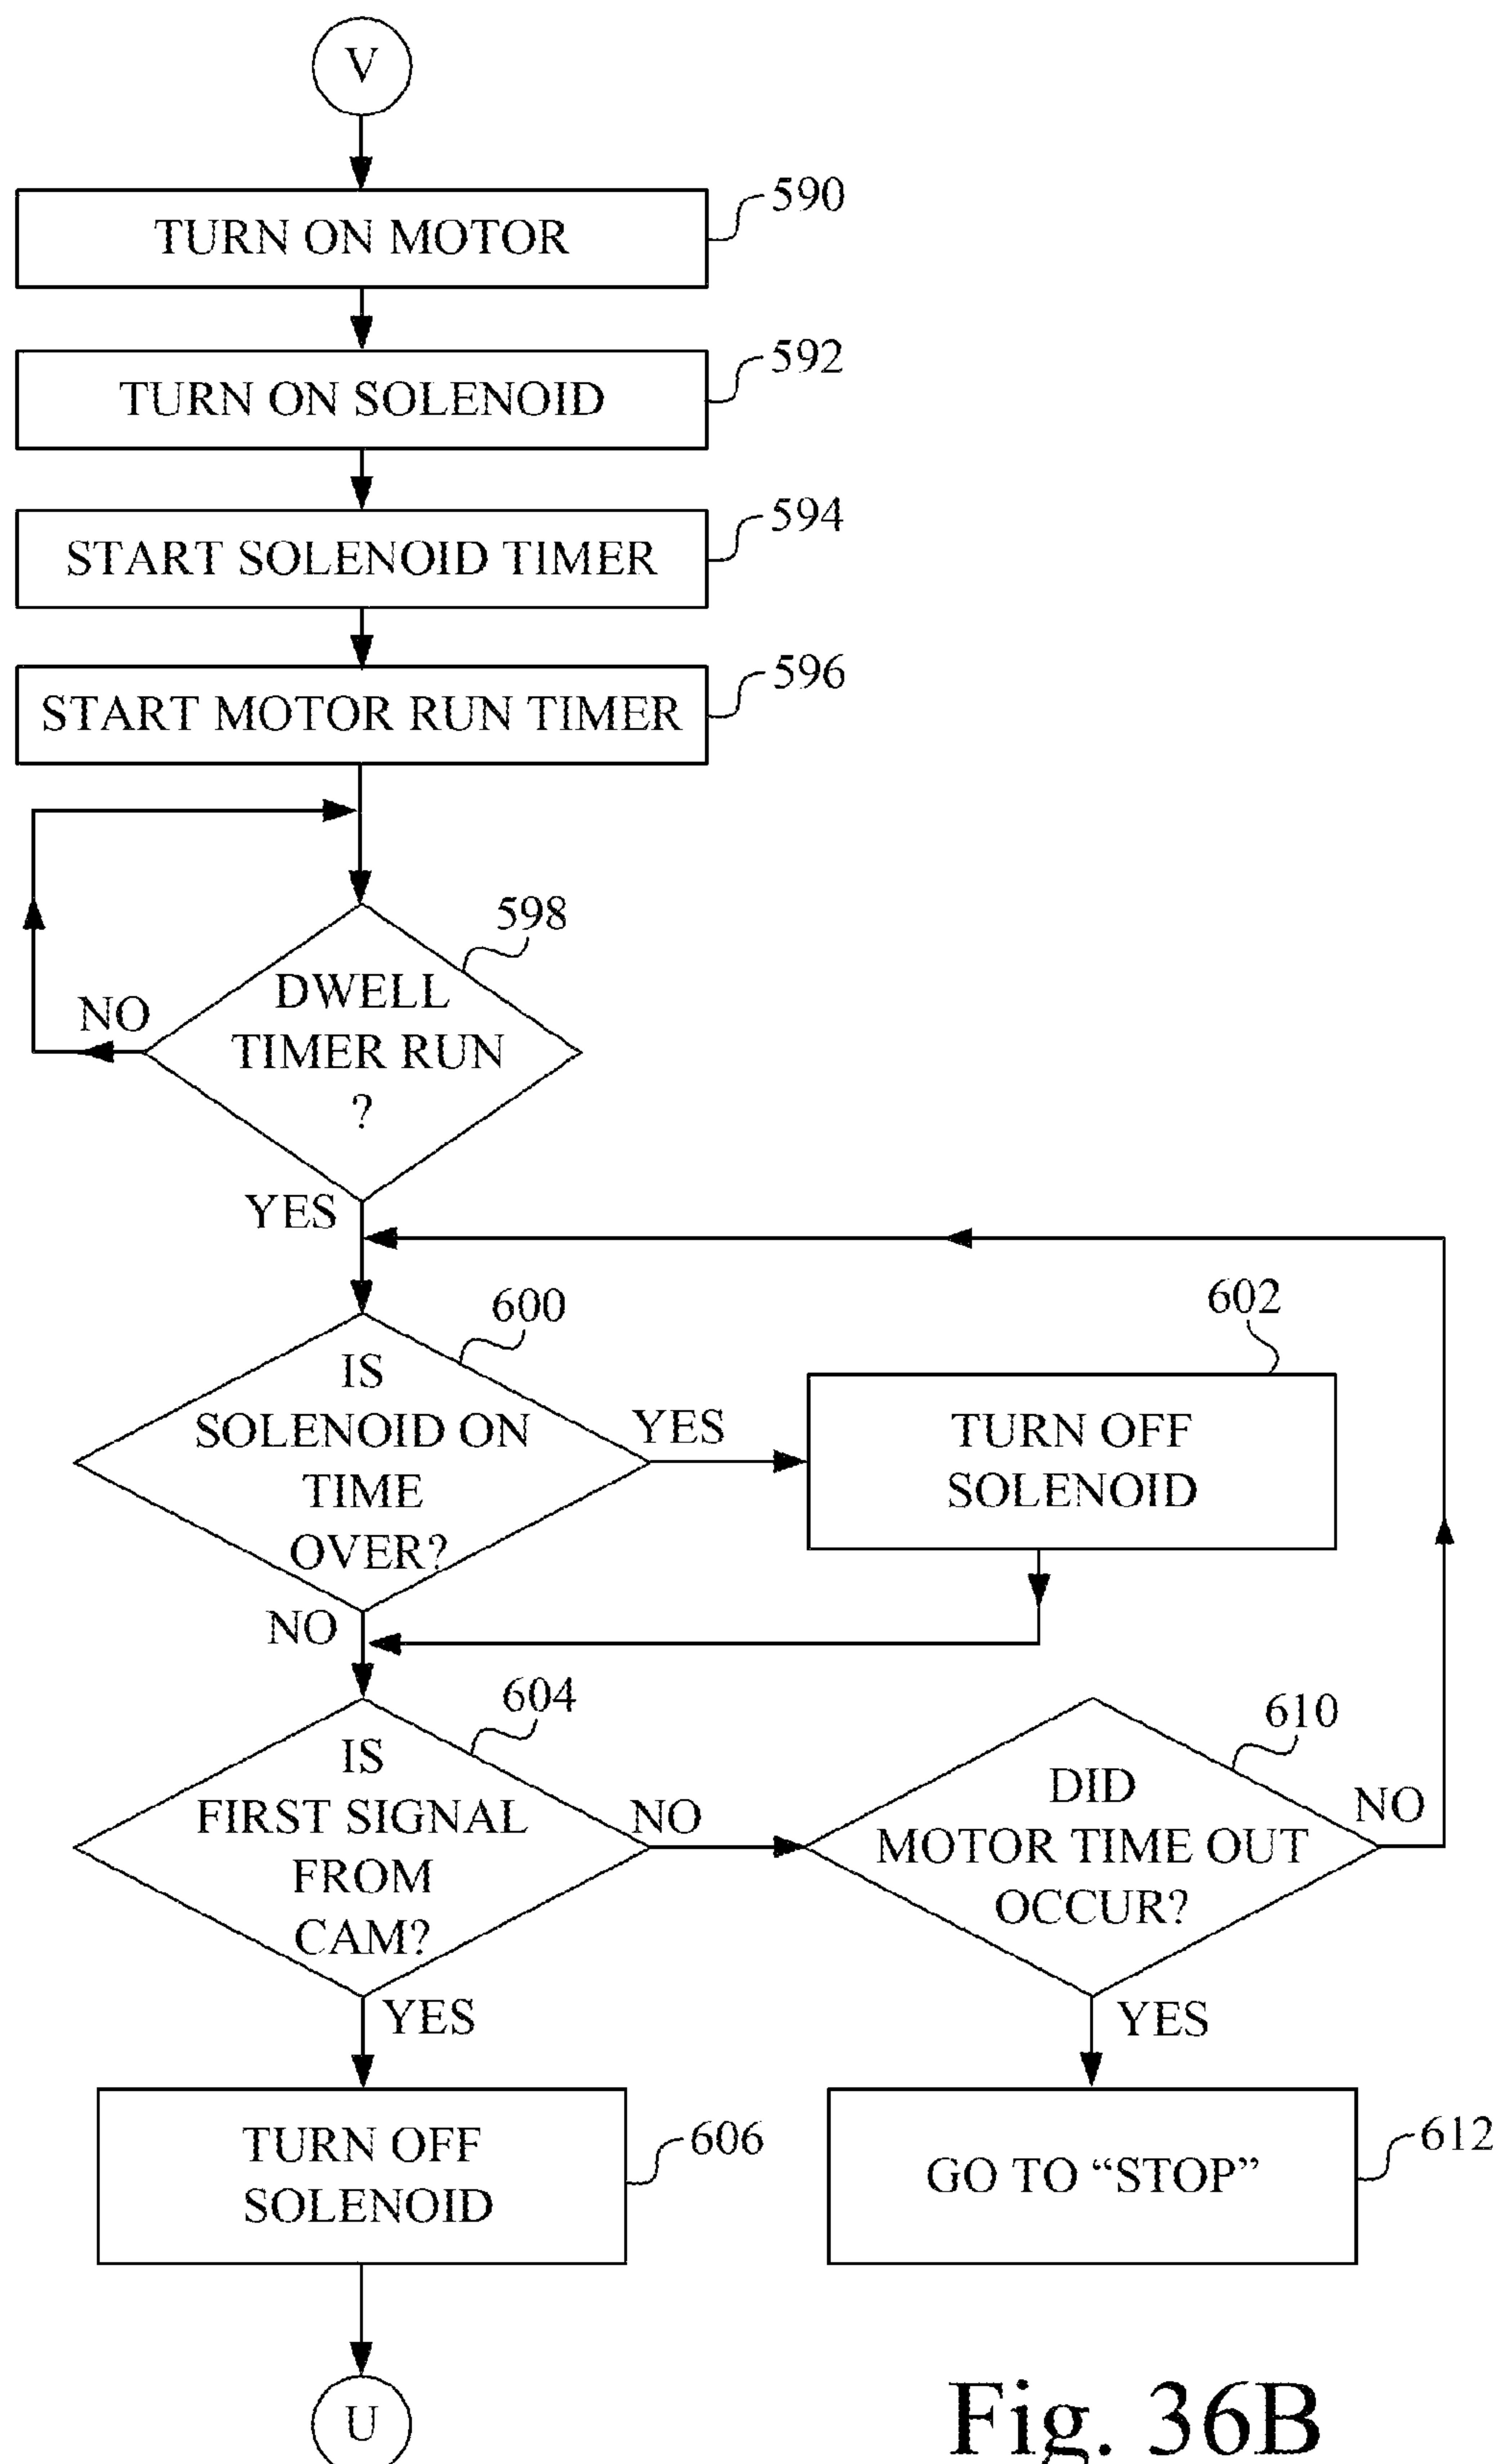 V
590
TURN ON MOTOR
592
TURN ON SOLENOID
594
START SOLENOID TIMER
596
START MOTOR RUN TIMER
598
DWELL
TIMER RUN
?
NO
YES
600
IS
SOLENOID ON
TIME
OVER?
YES
602
TURN OFF
SOLENOID
NO
604
IS
FIRST SIGNAL
FROM
CAM?
NO
610
DID
MOTOR TIME OUT
OCCUR?
NO
YES
YES
TURN OFF
SOLENOID
606
GO TO “STOP”
612
U
Fig. 36B